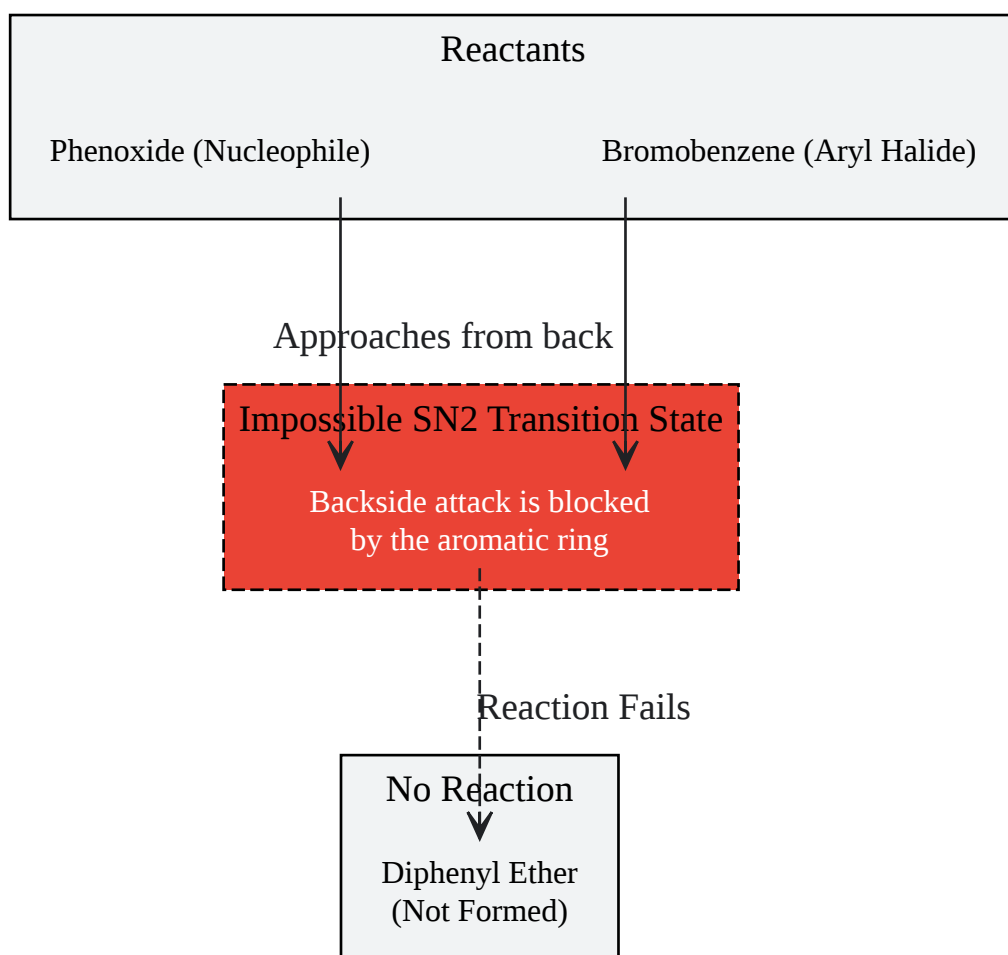 Reactants
Phenoxide (Nucleophile)
Bromobenzene (Aryl Halide)
Approaches from back
Impossible SN2 Transition State
Backside attack is blocked
by the aromatic ring
Reaction Fails
No Reaction
Diphenyl Ether
(Not Formed)